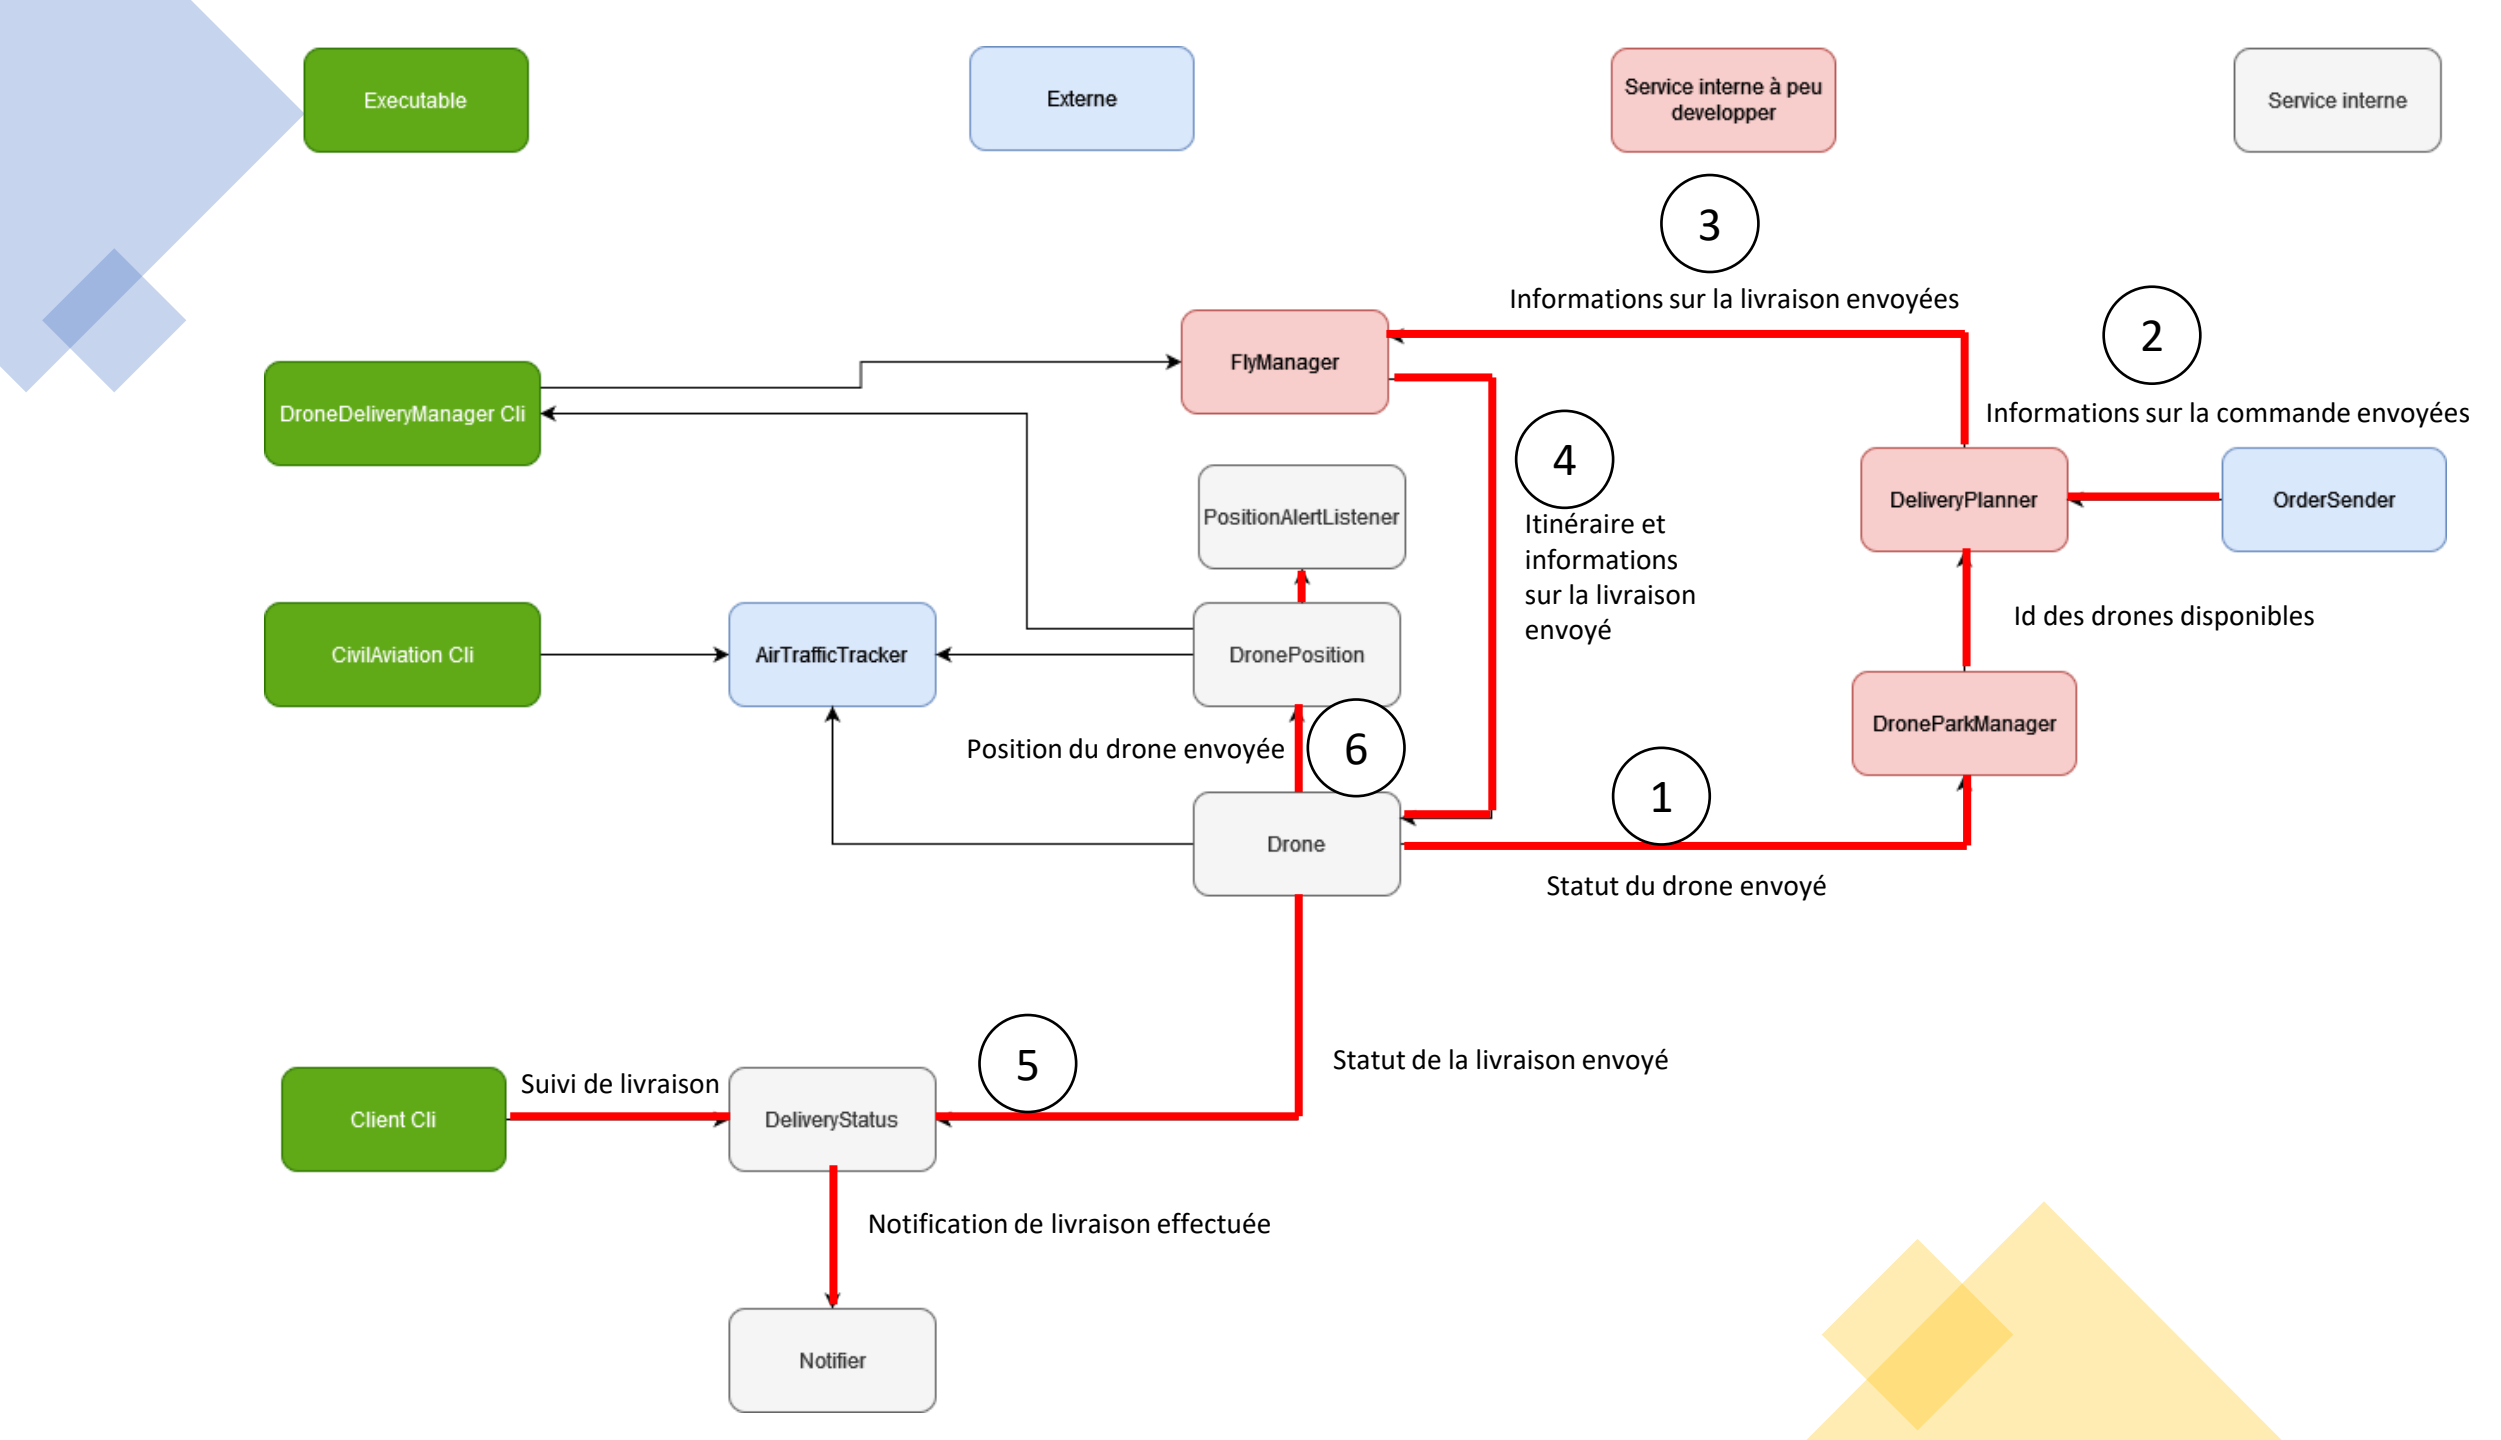 Executable
Externe
Service interne à peu
developper
Service interne
3
Informations sur la livraison envoyées
2
Informations sur la commande envoyées
FlyManager
DroneDeliveryManager Cli
4
Itinéraire et
informations
sur la livraison
envoyé
PositionAlertListener
DeliveryPlanner
OrderSender
Id des drones disponibles
CivilAviation Cli
AirTrafficTracker
DronePosition
DroneParkManager
Position du drone envoyée
6
1
Drone
Statut du drone envoyé
5
Statut de la livraison envoyé
Suivi de livraison
Client Cli
DeliveryStatus
Notification de livraison effectuée
Notifier